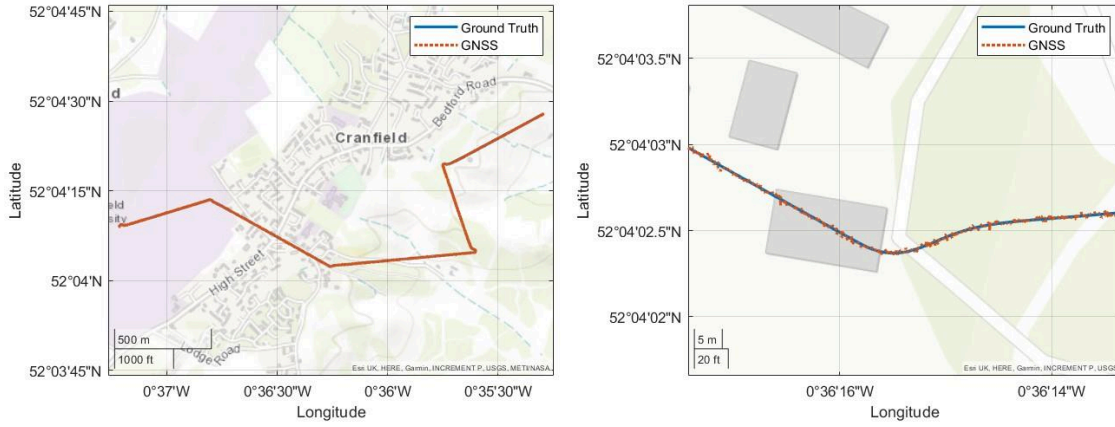 52°04'45"N
52°04'30"N
52°04'15"N
52°04'N
52°03'45"N
Latitude
Ground Truth
GNSS
d
Bedford Road
Cranfield
eld
sity
High Street
Lodge Road
500 m
1000 ft
Esri UK, HERE, Garmin, INCREMENT P, USGS, METI/NASA
0°37'W
0°36'30"W
0°36'W
0°35'30"W
Longitude
52°04'03.5"N
52°04'03"N
52°04'02.5"N
52°04'02"N
Latitude
Ground Truth
GNSS
5 m
20 ft
Esri UK, HERE, Garmin, INCREMENT P, USGS
0°36'16"W
0°36'14"W
Longitude